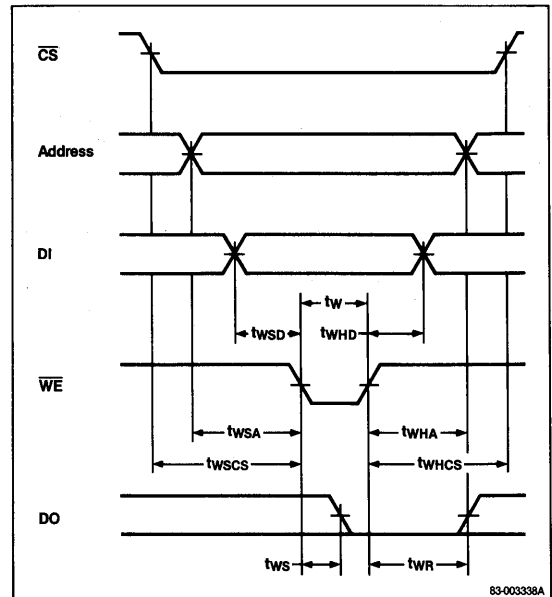 CS
Address
DI
tW
tWSD
tWHD
WE
tWSA
tWHA
tWSCS
tWHCS
DO
tWS
tWR
83-003338A